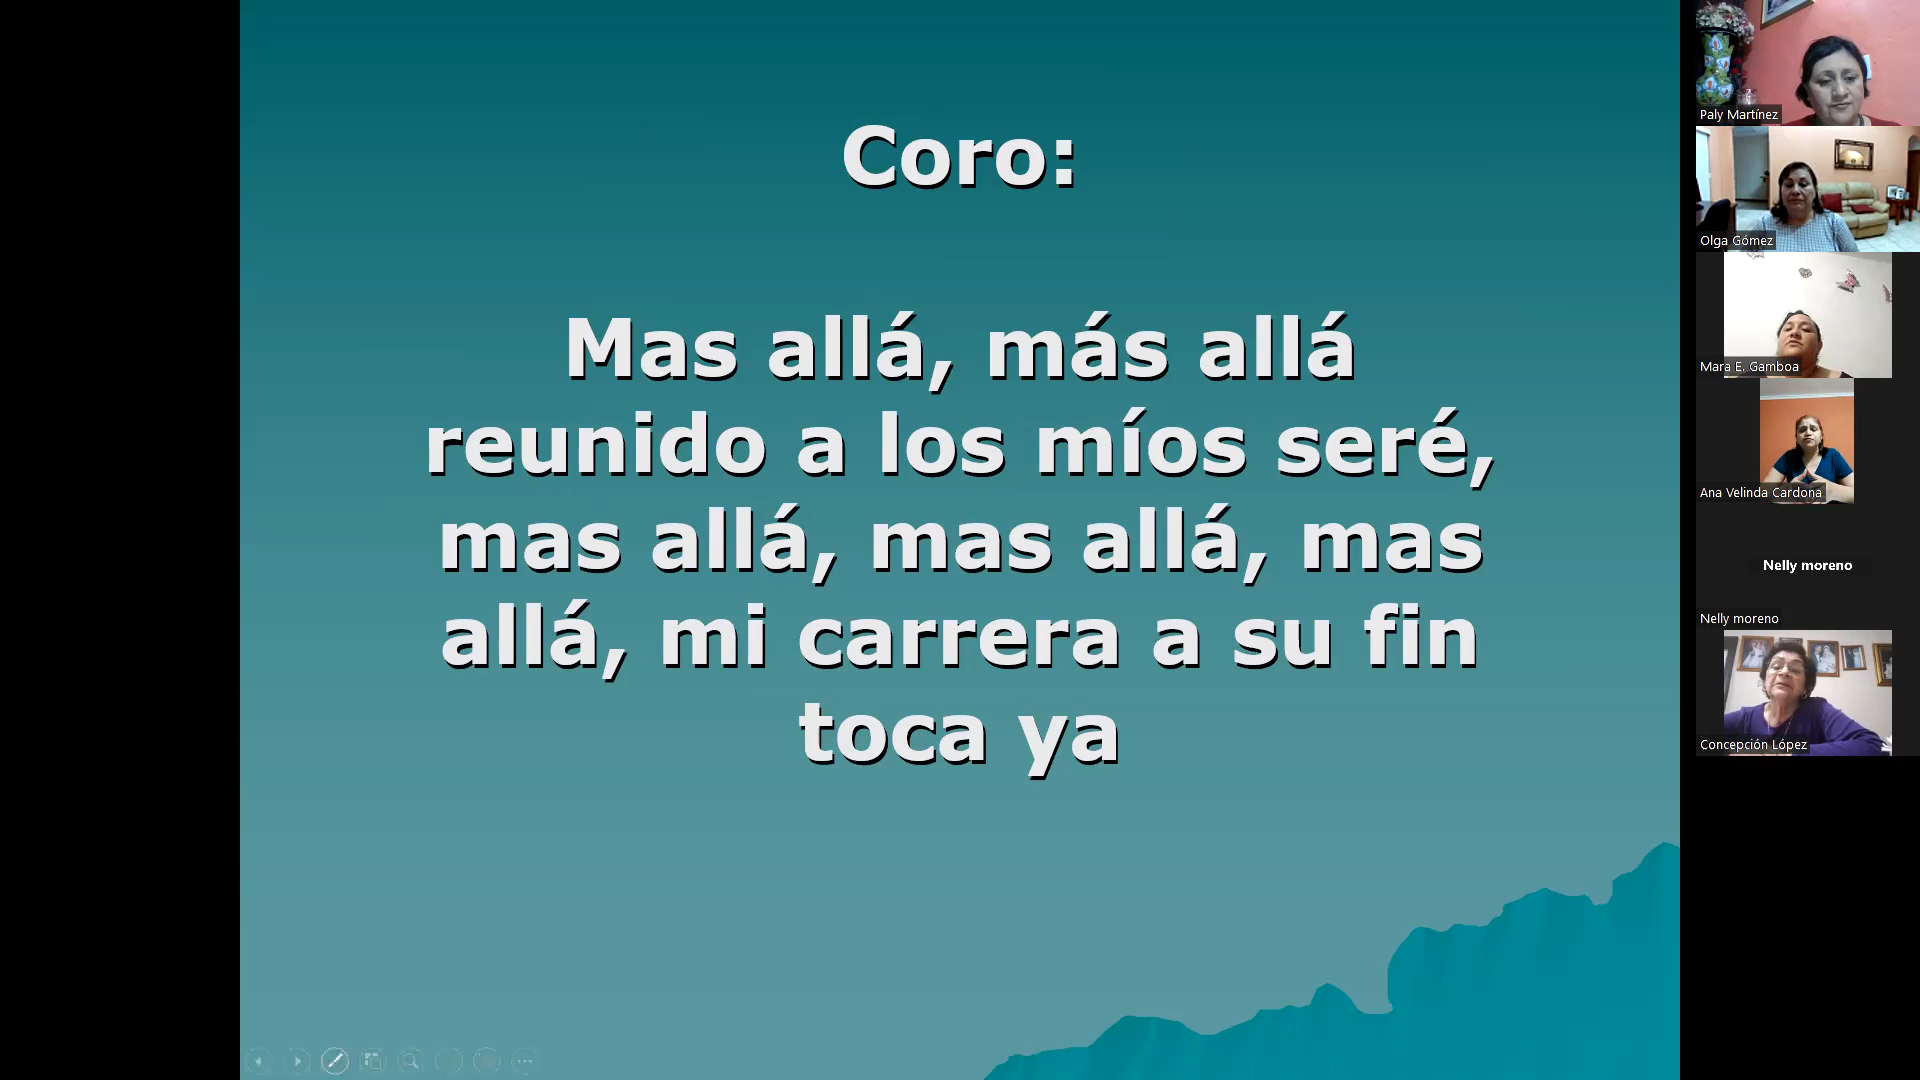 Coro:
Mas allá, más allá
reunido a los míos seré,
mas allá, mas allá, mas
allá, mi carrera a su fin
toca ya
Paly Martínez
Olga Gómez
Mara E. Gamboa
Ana Velinda Cardona
Nelly moreno
Nelly moreno
Concepción López